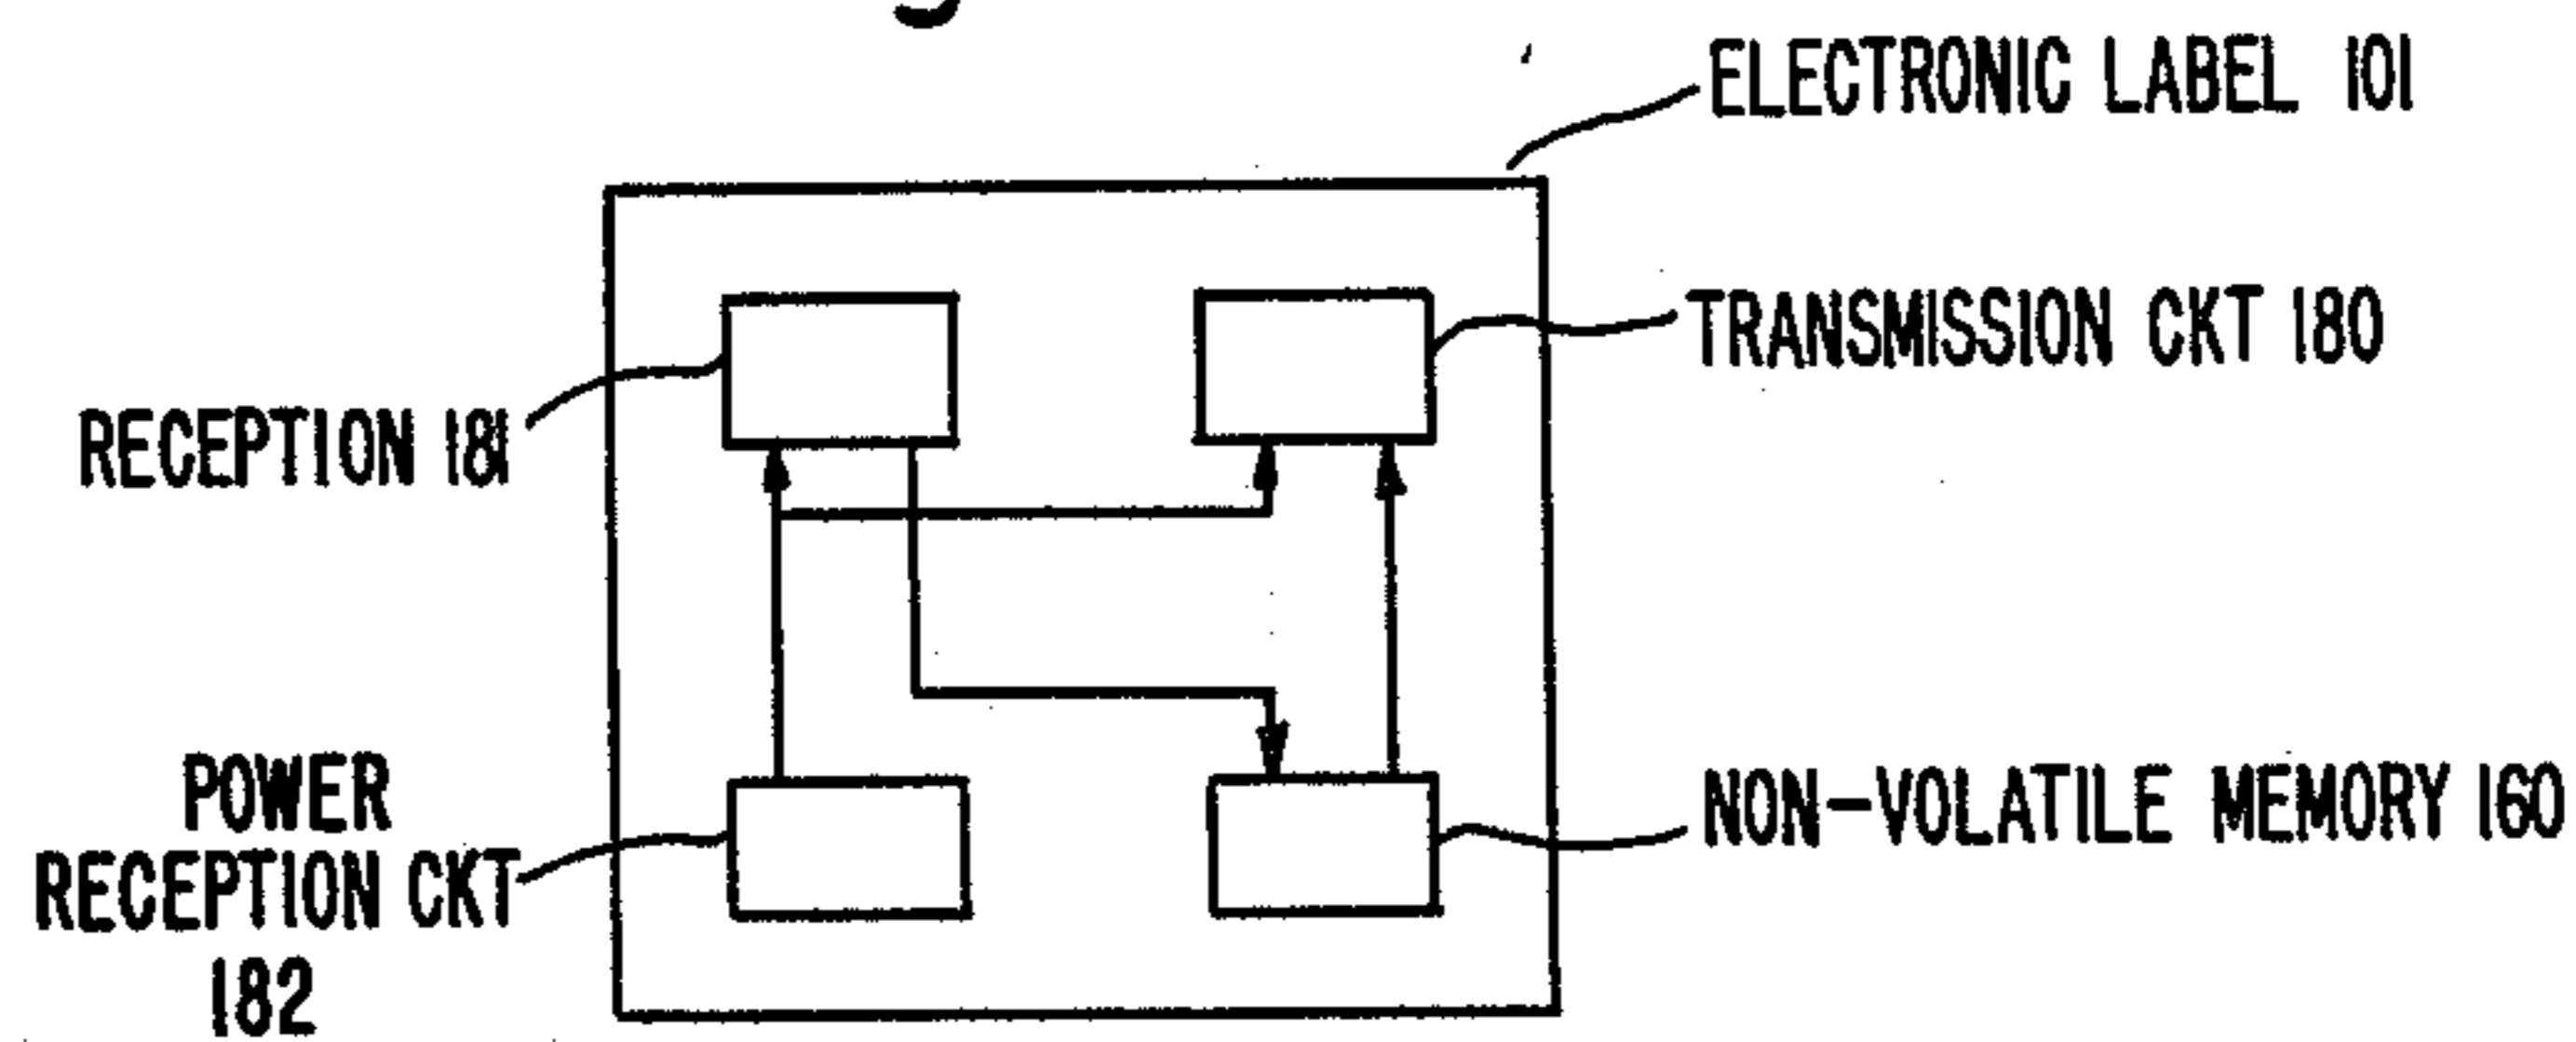 ELECTRONIC LABEL 101
TRANSMISSION CKT 180
RECEPTION 181
POWER
RECEPTION CKT
182
NON-VOLATILE MEMORY 160